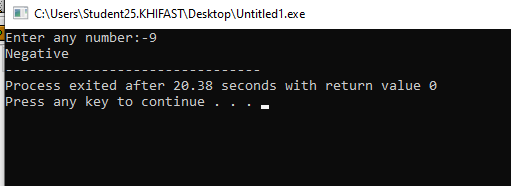 C:\Users\Student25.KHIFAST\Desktop\Untitled1.exe
Enter any number:-9
Negative
--------------------------------
Process exited after 20.38 seconds with return value 0
Press any key to continue . . .